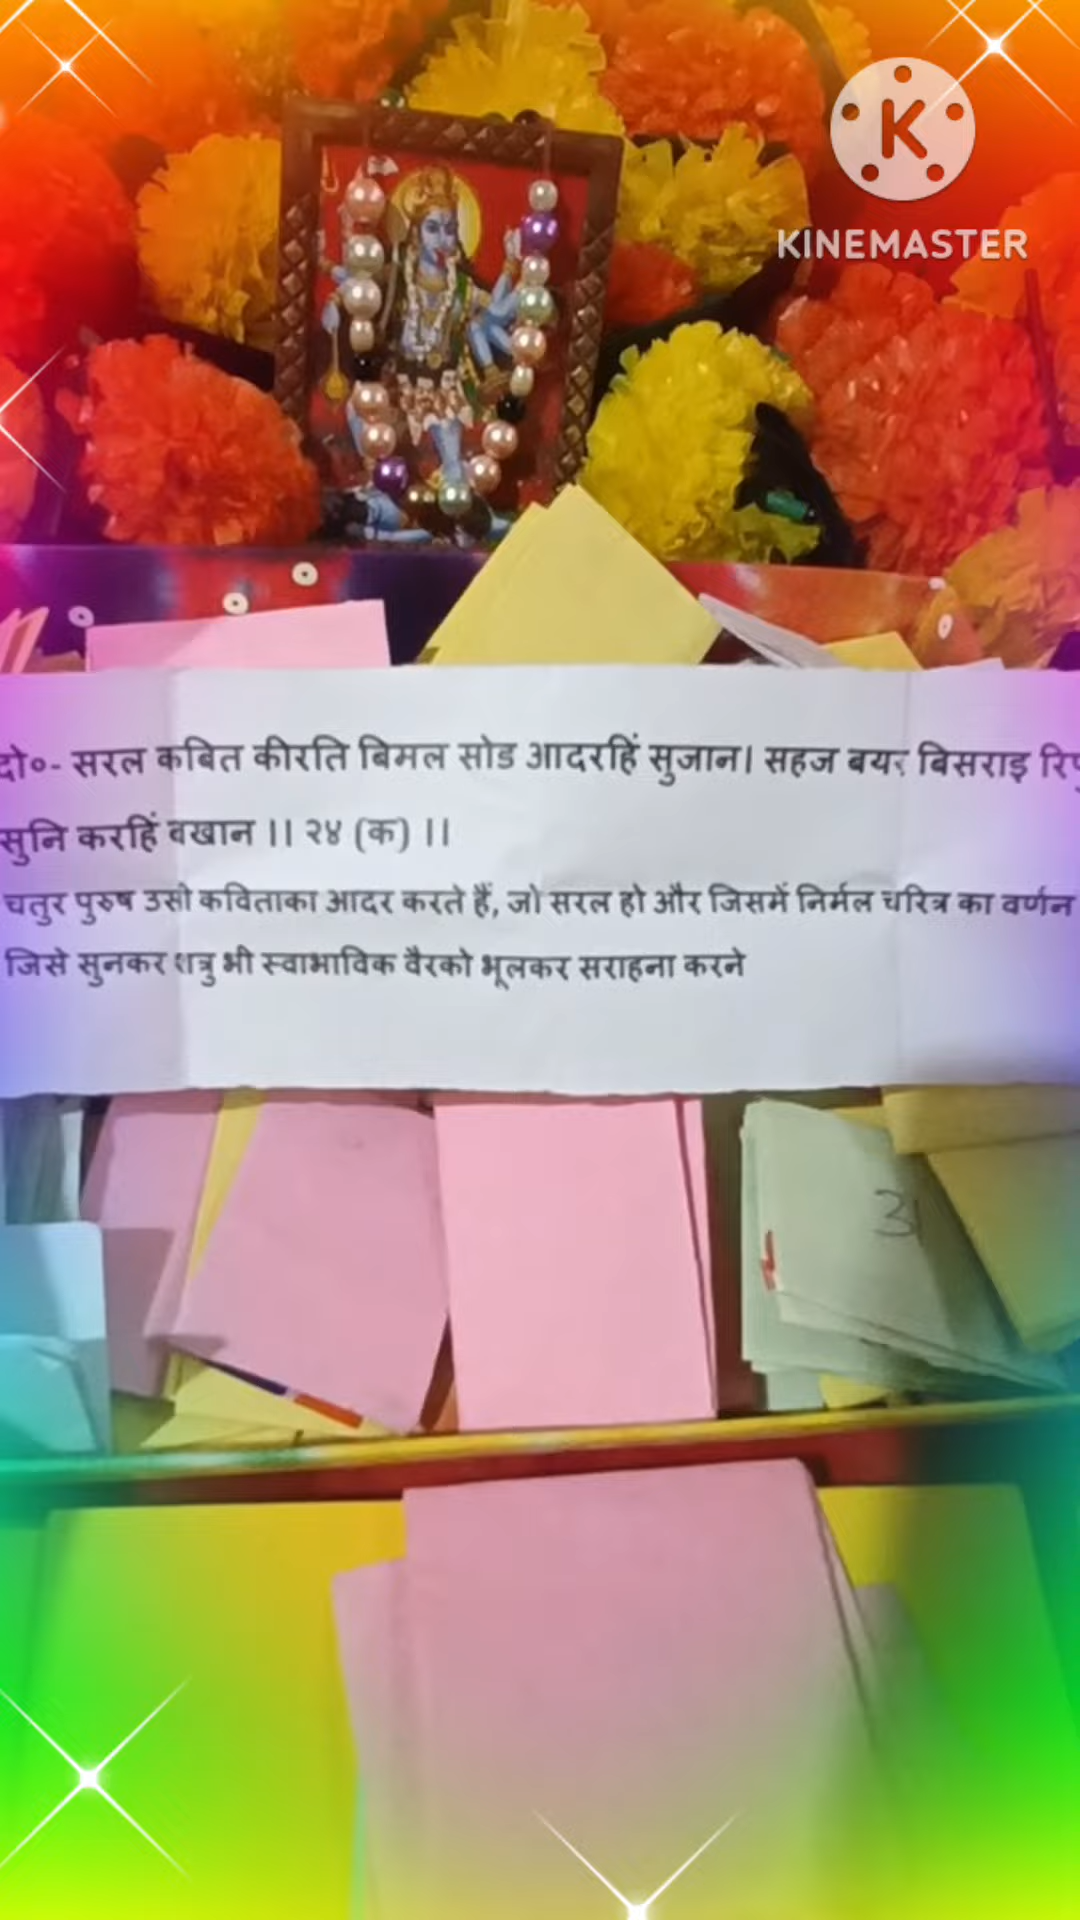 KINEMASTER
दो०- सरल कबित कीरति बिमल सोड आदरहिं सुजान। सहज बयर बिसराइ
सुनि करहिं बखान ।। २४ (क) ।।
चतुर पुरुष उसी कविताका आदर करते हैं, जो सरल हो और जिसमें निर्मल चरित्र का वर्णन
जिसे सुनकर शत्रु भी स्वाभाविक वैरको भूलकर सराहना करने